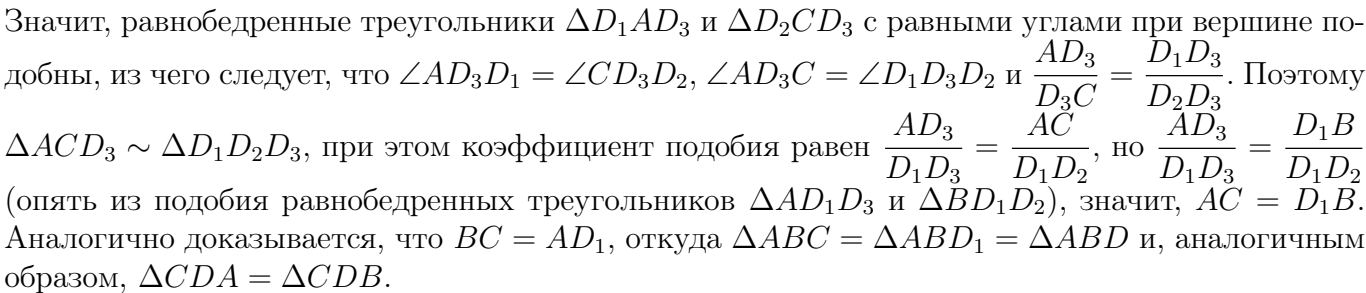 Значит, равнобедренные треугольники ΔD₁AD₃ и ΔD₂CD₃ с равными углами при вершине по-
добны, из чего следует, что ∠AD₃D₁ = ∠CD₃D₂, ∠AD₃C = ∠D₁D₃D₂ и AD₃/D₃C = D₁D₃/D₂D₃. Поэтому
ΔACD₃ ∼ ΔD₁D₂D₃, при этом коэффициент подобия равен AD₃/D₁D₃ = AC/D₁D₂, но AD₃/D₁D₃ = D₁B/D₁D₂
(опять из подобия равнобедренных треугольников ΔAD₁D₃ и ΔBD₁D₂), значит, AC = D₁B.
Аналогично доказывается, что BC = AD₁, откуда ΔABC = ΔABD₁ = ΔABD и, аналогичным
образом, ΔCDA = ΔCDB.